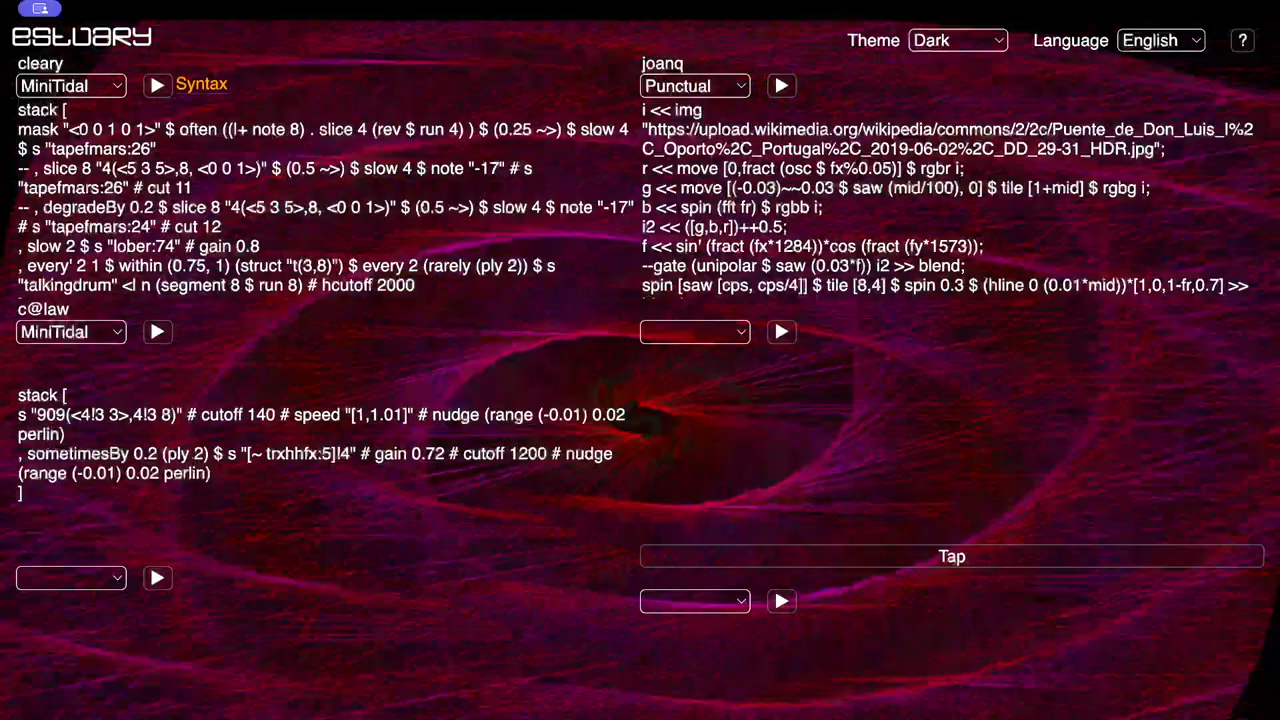 estuary
Theme Dark Language English ?
cleary
MiniTidal Syntax
stack [
mask "<0 0 1 0 1>" $ often ((|+ note 8) . slice 4 (rev $ run 4) ) $ (0.25 ~>) $ slow 4
$ s "tapefmars:26"
-- , slice 8 "4(<5 3 5>,8, <0 0 1>)" $ (0.5 ~>) $ slow 4 $ note "-17" # s
"tapefmars:26" # cut 11
-- , degradeBy 0.2 $ slice 8 "4(<5 3 5>,8, <0 0 1>)" $ (0.5 ~>) $ slow 4 $ note "-17"
# s "tapefmars:24" # cut 12
, slow 2 $ s "lober:74" # gain 0.8
, every' 2 1 $ within (0.75, 1) (struct "t(3,8)") $ every 2 (rarely (ply 2)) $ s
"talkingdrum" <| n (segment 8 $ run 8) # hcutoff 2000
joanq
Punctual
i << img
"https://upload.wikimedia.org/wikipedia/commons/2/2c/Puente_de_Don_Luis_I%2
C_Oporto%2C_Portugal%2C_2019-06-02%2C_DD_29-31_HDR.jpg";
r << move [0,fract (osc $ fx%0.05)] $ rgbr i;
g << move [(-0.03)~~0.03 $ saw (mid/100), 0] $ tile [1+mid] $ rgbg i;
b << spin (fft fr) $ rgbb i;
i2 << ([g,b,r])++0.5;
f << sin' (fract (fx*1284))*cos (fract (fy*1573));
--gate (unipolar $ saw (0.03*f)) i2 >> blend;
spin [saw [cps, cps/4]] $ tile [8,4] $ spin 0.3 $ (hline 0 (0.01*mid))*[1,0,1-fr,0.7] >>
c@law
MiniTidal
stack [
s "909(<4!3 3>,4!3 8)" # cutoff 140 # speed "[1,1.01]" # nudge (range (-0.01) 0.02
perlin)
, sometimesBy 0.2 (ply 2) $ s "[~ trxhhfx:5]!4" # gain 0.72 # cutoff 1200 # nudge
(range (-0.01) 0.02 perlin)
]
Tap